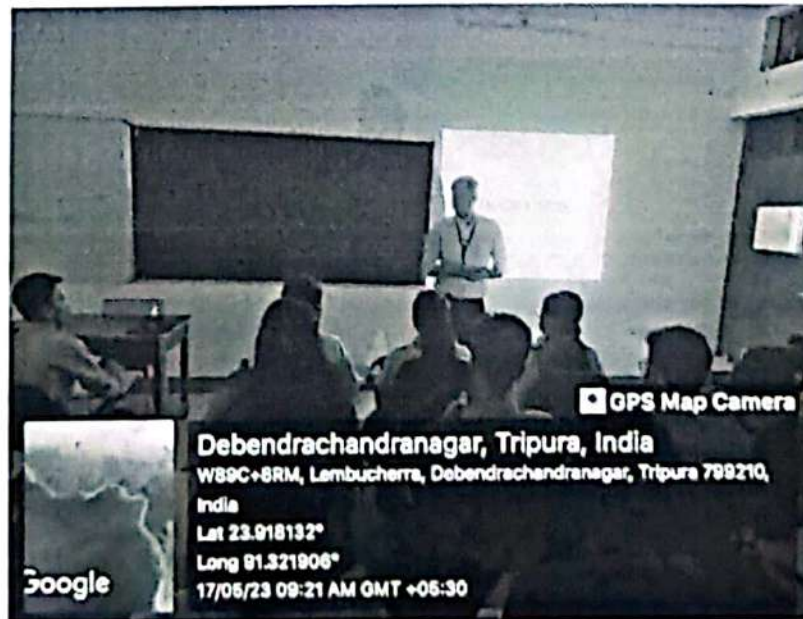 GPS Map Camera
Debendrachandranagar, Tripura, India
W89C+8RM, Lembucherra, Debendrachandranagar, Tripura 799210,
India
Lat 23.918132°
Long 91.321906°
17/05/23 09:21 AM GMT +05:30
Google